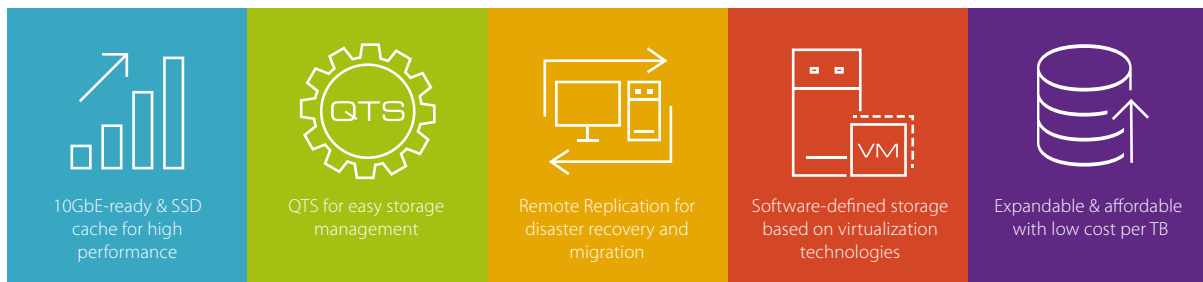 10GbE-ready & SSD
cache for high
performance
QTS
QTS for easy storage
management
Remote Replication for
disaster recovery and
migration
VM
Software-defined storage
based on virtualization
technologies
Expandable & affordable
with low cost per TB